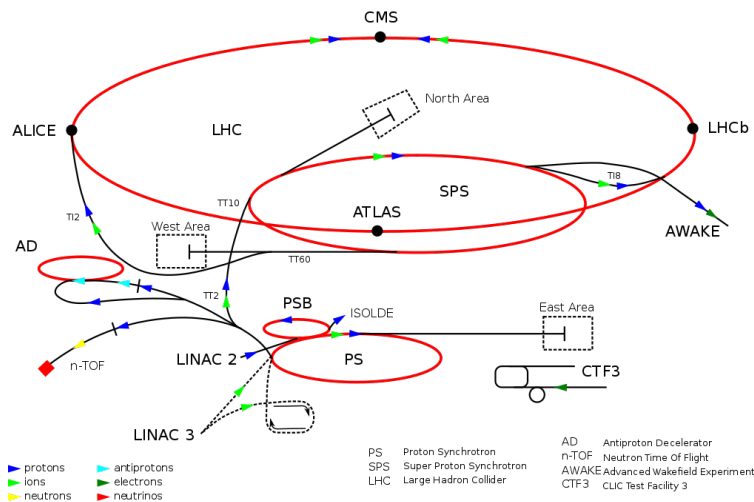 CMS
North Area
ALICE
LHC
LHCb
TI8
SPS
TT10
ATLAS
TI2
West Area
AWAKE
AD
TT60
TT2
PSB
ISOLDE
East Area
LINAC 2
PS
n-TOF
CTF3
LINAC 3
protons
ions
neutrons
antiprotons
electrons
neutrinos
PS Proton Synchrotron
SPS Super Proton Synchrotron
LHC Large Hadron Collider
AD Antiproton Decelerator
n-TOF Neutron Time Of Flight
AWAKE Advanced Wakefield Experiment
CTF3 CLIC Test Facility 3